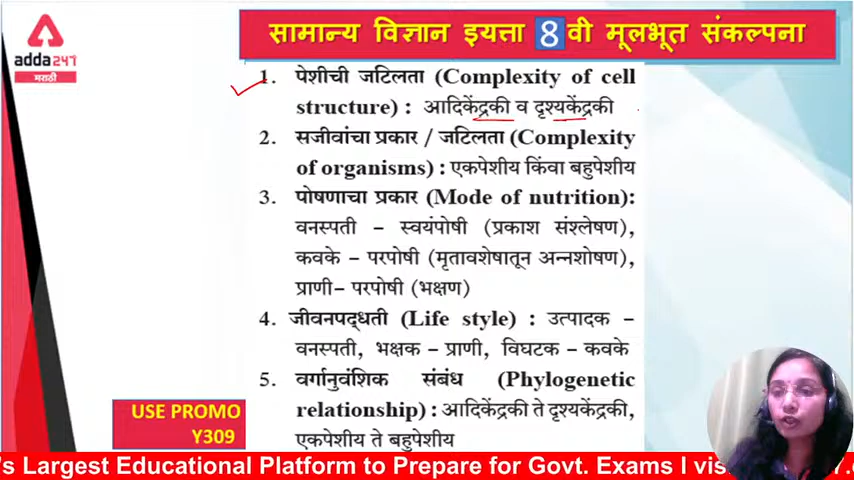 सामान्य विज्ञान इयत्ता 8 वी मूलभूत संकल्पना
adda247
मराठी
1. पेशीची जटिलता (Complexity of cell
structure) : आदिकेंद्रकी व दृश्यकेंद्रकी
2. सजीवांचा प्रकार / जटिलता (Complexity
of organisms) : एकपेशीय किंवा बहुपेशीय
3. पोषणाचा प्रकार (Mode of nutrition):
वनस्पती – स्वयंपोषी (प्रकाश संश्लेषण),
कवके – परपोषी (मृतावशेषातून अन्नशोषण),
प्राणी– परपोषी (भक्षण)
4. जीवनपद्धती (Life style) : उत्पादक –
वनस्पती, भक्षक – प्राणी, विघटक – कवके
5. वर्गानुवंशिक संबंध (Phylogenetic
relationship) : आदिकेंद्रकी ते दृश्यकेंद्रकी,
एकपेशीय ते बहुपेशीय
USE PROMO
Y309
's Largest Educational Platform to Prepare for Govt. Exams I vis